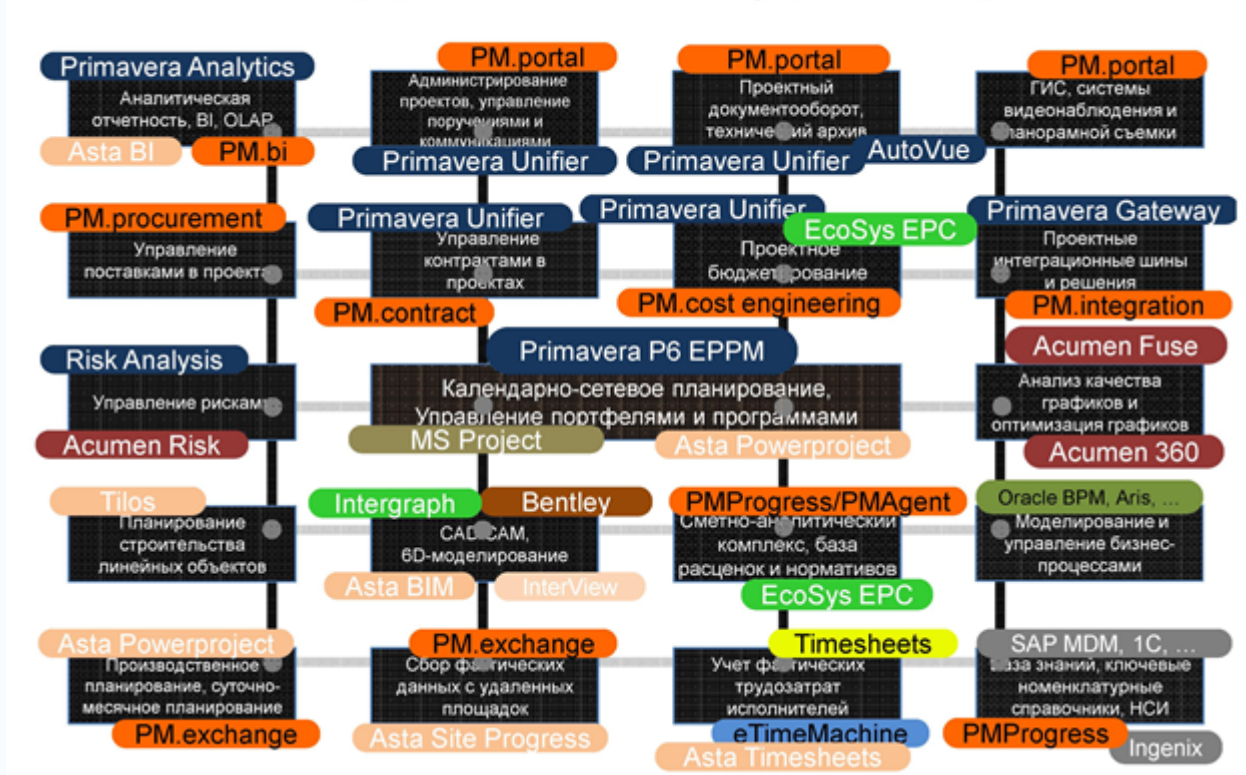 Primavera Analytics
Аналитическая
отчетность, BI, OLAP
Asta BI
PM.bi
PM.portal
Администрирование
проектов, управление
поручениями и
коммуникациями
Primavera Unifier
PM.portal
Проектный
документооборот,
технический архив
Primavera Unifier
AutoVue
PM.portal
ГИС, системы
видеонаблюдения и
панорамной съемки
PM.procurement
Управление
поставками в проектах
Primavera Unifier
Управление
контрактами в
проектах
PM.contract
Primavera Unifier
EcoSys EPC
Проектное
бюджетирование
PM.cost engineering
Primavera Gateway
Проектные
интеграционные шины
и решения
PM.integration
Risk Analysis
Управление рисками
Acumen Risk
Primavera P6 EPPM
Календарно-сетевое планирование,
Управление портфелями и программами
MS Project
Asta Powerproject
Acumen Fuse
Анализ качества
графиков и
оптимизация графиков
Acumen 360
Tilos
Планирование
строительства
линейных объектов
Intergraph
Bentley
CAD/CAM,
6D-моделирование
Asta BIM
InterView
PMProgress/PMAgent
Сметно-аналитический
комплекс, база
расценок и нормативов
EcoSys EPC
Oracle BPM, Aris, ...
Моделирование и
управление бизнес-
процессами
Asta Powerproject
Производственное
планирование, суточно-
месячное планирование
PM.exchange
PM.exchange
Сбор фактических
данных с удаленных
площадок
Asta Site Progress
Timesheets
Учет фактических
трудозатрат
исполнителей
eTimeMachine
Asta Timesheets
SAP MDM, 1C, ...
База знаний, ключевые
номенклатурные
справочники, НСИ
PMProgress
Ingenix